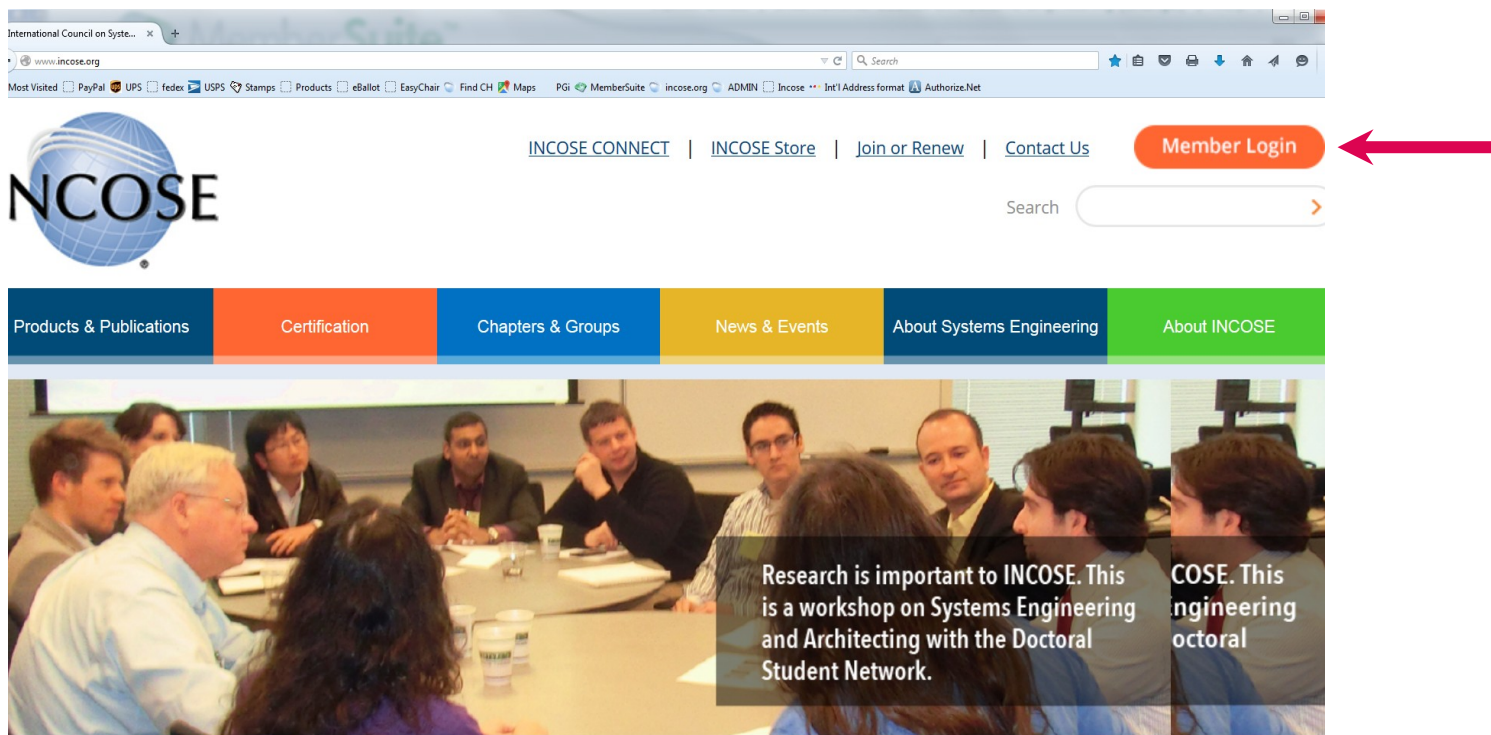 MemberSuite™
International Council on Syste... × +
www.incose.org Search
Most Visited PayPal UPS fedex USPS Stamps Products eBallot EasyChair Find CH Maps PGi MemberSuite incose.org ADMIN Incose Int'l Address format Authorize.Net
INCOSE CONNECT | INCOSE Store | Join or Renew | Contact Us Member Login
NCOSE
Search
Products & Publications Certification Chapters & Groups News & Events About Systems Engineering About INCOSE
Research is important to INCOSE. This COSE. This
is a workshop on Systems Engineering ngineering
and Architecting with the Doctoral octoral
Student Network.